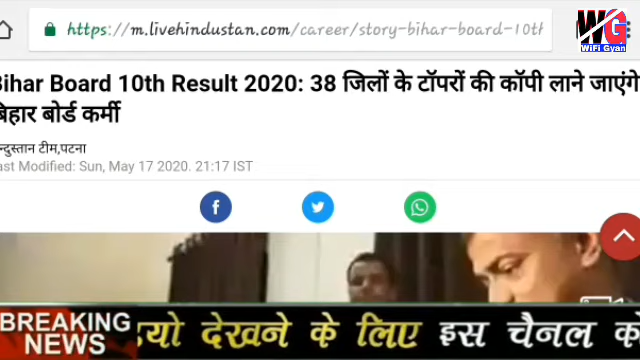 https://m.livehindustan.com/career/story-bihar-board-10th
WG
WiFi Gyan
Bihar Board 10th Result 2020: 38 जिलों के टॉपरों की कॉपी लाने जाएंगे
बिहार बोर्ड कर्मी
न्दुस्तान टीम,पटना
ast Modified: Sun, May 17 2020. 21:17 IST
BREAKING
NEWS
देखने के लिए इस चैनल को